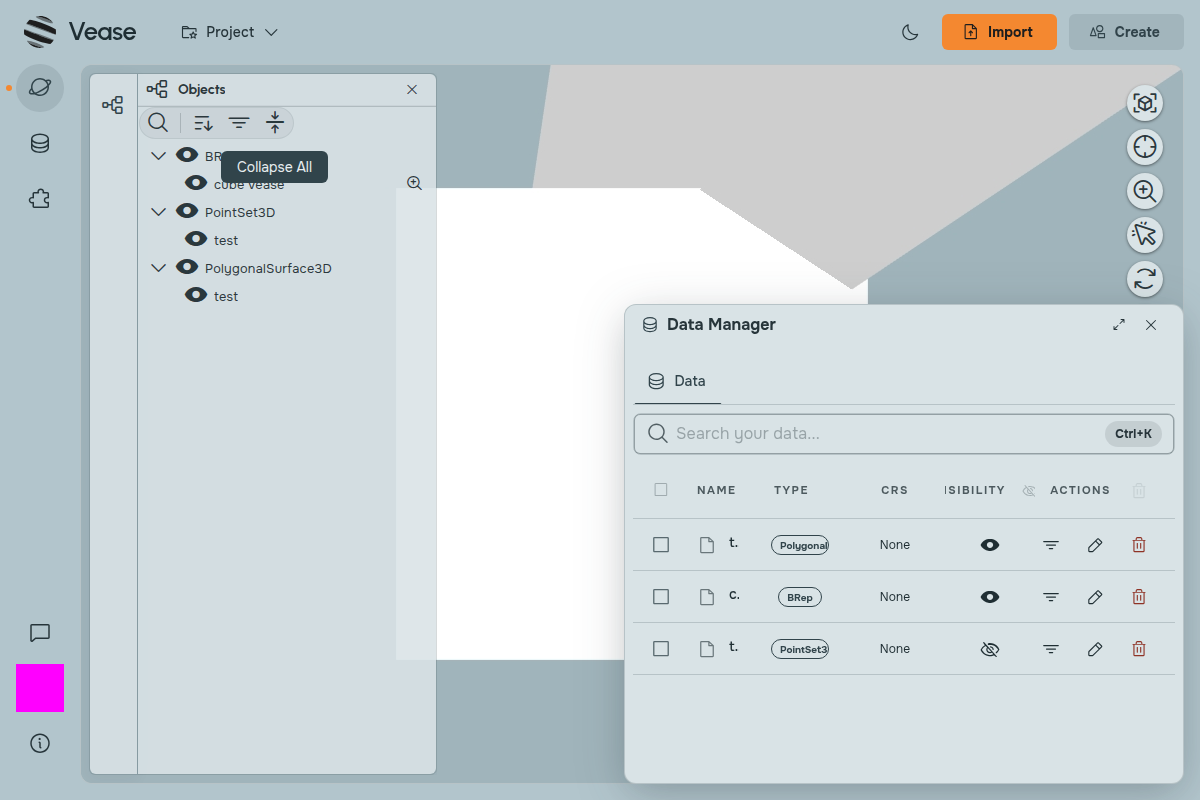 Vease
Project
Import
Create
Objects
BR
Collapse All
cube vease
PointSet3D
test
PolygonalSurface3D
test
Data Manager
Data
Search your data...
Ctrl+K
NAME TYPE CRS ISIBILITY ACTIONS
t. Polygonal None
c. BRep None
t. PointSet3 None